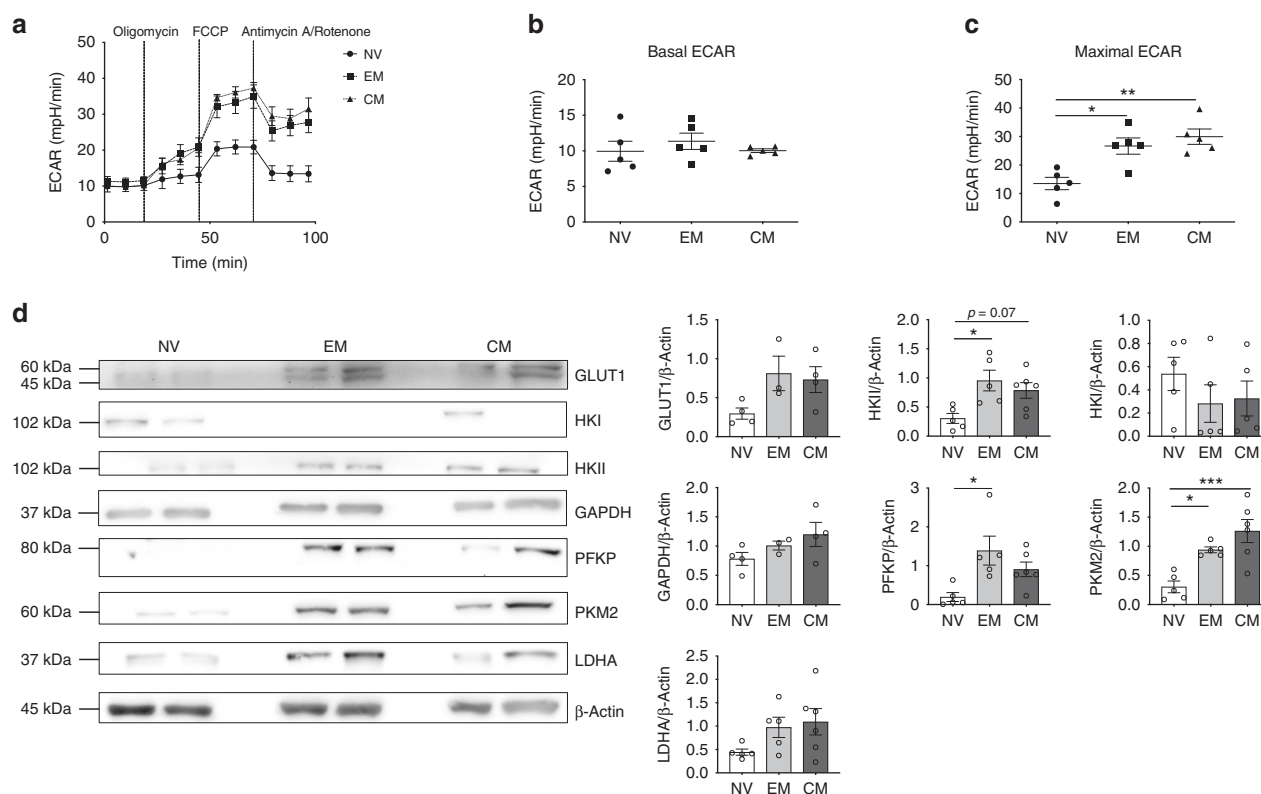 a
Oligomycin FCCP Antimycin A/Rotenone
NV
EM
CM
ECAR (mpH/min)
50
40
30
20
10
0
0 50 100
Time (min)
b
Basal ECAR
ECAR (mpH/min)
20
15
10
5
0
NV EM CM
c
Maximal ECAR
ECAR (mpH/min)
50
40
30
20
10
0
**
*
NV EM CM
d
NV EM CM
60 kDa
45 kDa
GLUT1
102 kDa
HKI
102 kDa
HKII
37 kDa
GAPDH
80 kDa
PFKP
60 kDa
PKM2
37 kDa
LDHA
45 kDa
β-Actin
GLUT1/β-Actin
1.5
1.0
0.5
0.0
NV EM CM
HKII/β-Actin
2.0
1.5
1.0
0.5
0.0
p = 0.07
*
NV EM CM
HKI/β-Actin
1.0
0.8
0.6
0.4
0.2
0.0
NV EM CM
GAPDH/β-Actin
2.0
1.5
1.0
0.5
0.0
NV EM CM
PFKP/β-Actin
3
2
1
0
*
NV EM CM
PKM2/β-Actin
2.0
1.5
1.0
0.5
0.0
***
*
NV EM CM
LDHA/β-Actin
2.5
2.0
1.5
1.0
0.5
0.0
NV EM CM